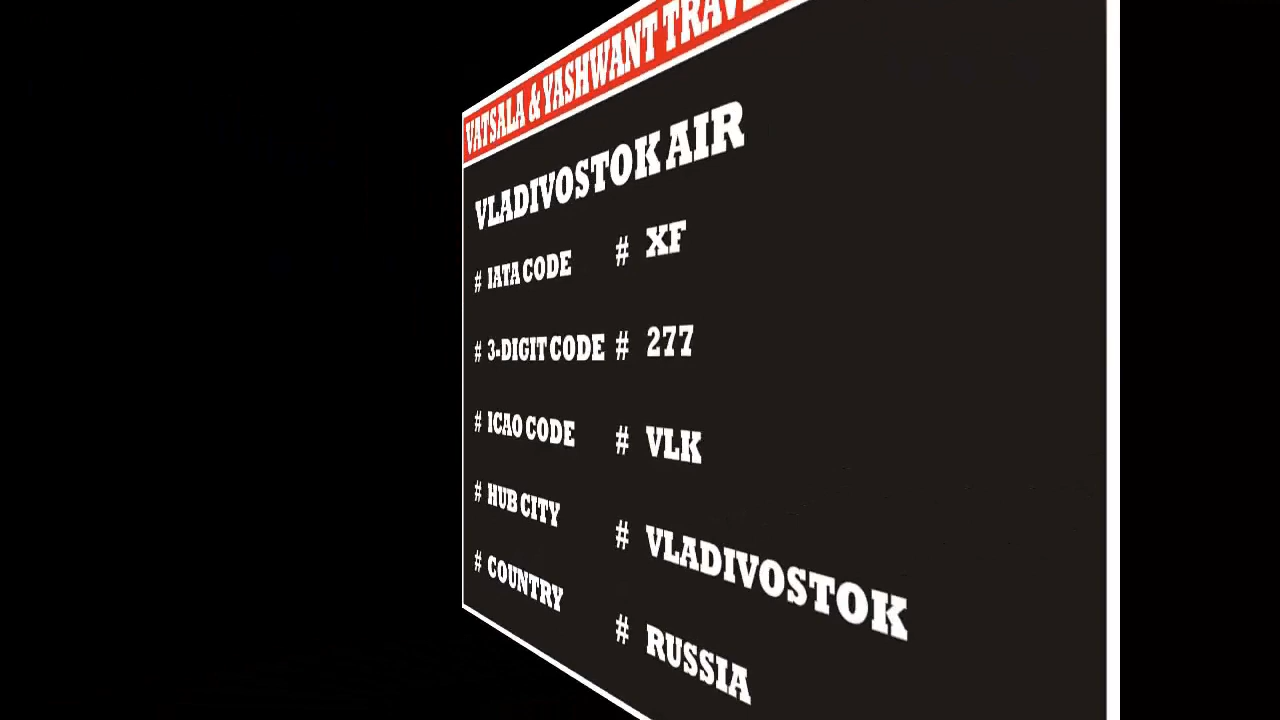 VATSALA & YASHWANT
VLADIVOSTOK AIR
# IATA CODE # XF
# 3-DIGIT CODE # 277
# ICAO CODE # VLK
# HUB CITY # VLADIVOSTOK
# COUNTRY # RUSSIA